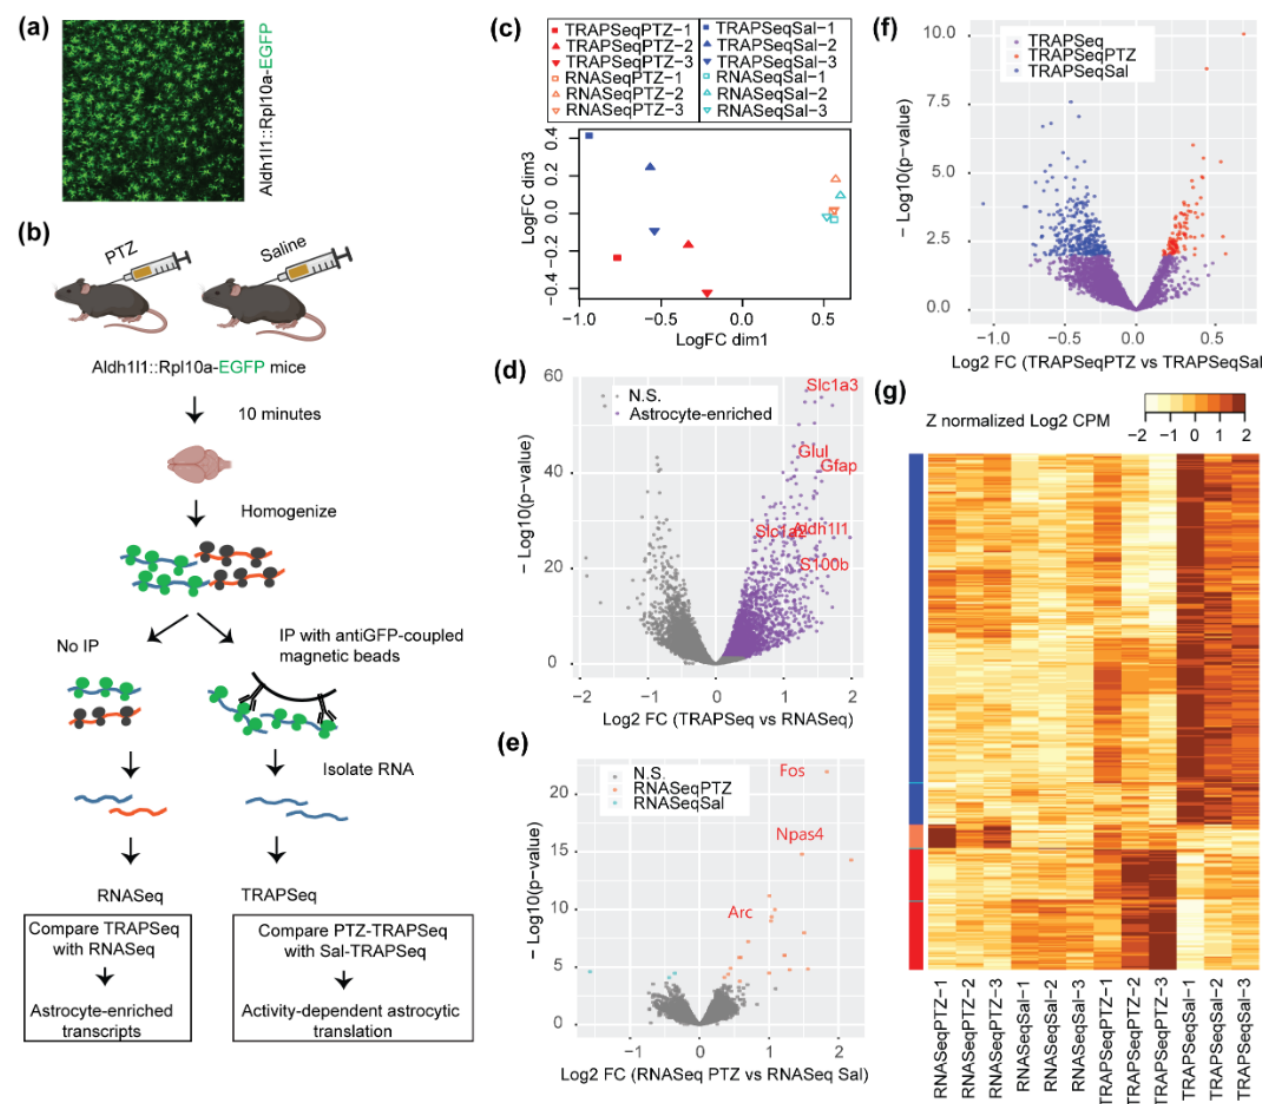 (a)
Aldh1l1::Rpl10a-EGFP
(b)
PTZ
Saline
Aldh1l1::Rpl10a-EGFP mice
10 minutes
Homogenize
No IP
IP with antiGFP-coupled
magnetic beads
Isolate RNA
RNASeq
TRAPSeq
Compare TRAPSeq
with RNASeq
Astrocyte-enriched
transcripts
Compare PTZ-TRAPSeq
with Sal-TRAPSeq
Activity-dependent astrocytic
translation
(c)
TRAPSeqPTZ-1
TRAPSeqPTZ-2
TRAPSeqPTZ-3
RNASeqPTZ-1
RNASeqPTZ-2
RNASeqPTZ-3
TRAPSeqSal-1
TRAPSeqSal-2
TRAPSeqSal-3
RNASeqSal-1
RNASeqSal-2
RNASeqSal-3
LogFC dim3
0.4
0.2
0.0
-0.2
-0.4
-1.0 -0.5 0.0 0.5
LogFC dim1
(d)
N.S.
Astrocyte-enriched
Slc1a3
Glul
Gfap
Slc1a2
Aldh1l1
S100b
- Log10(p-value)
60
40
20
0
-2 -1 0 1 2
Log2 FC (TRAPSeq vs RNASeq)
(e)
N.S.
RNASeqPTZ
RNASeqSal
Fos
Npas4
Arc
- Log10(p-value)
20
15
10
5
0
-1 0 1 2
Log2 FC (RNASeq PTZ vs RNASeq Sal)
(f)
TRAPSeq
TRAPSeqPTZ
TRAPSeqSal
- Log10(p-value)
10.0
7.5
5.0
2.5
0.0
-1.0 -0.5 0.0 0.5
Log2 FC (TRAPSeqPTZ vs TRAPSeqSal
(g)
Z normalized Log2 CPM
-2 -1 0 1 2
RNASeqPTZ-1
RNASeqPTZ-2
RNASeqPTZ-3
RNASeqSal-1
RNASeqSal-2
RNASeqSal-3
TRAPSeqPTZ-1
TRAPSeqPTZ-2
TRAPSeqPTZ-3
TRAPSeqSal-1
TRAPSeqSal-2
TRAPSeqSal-3